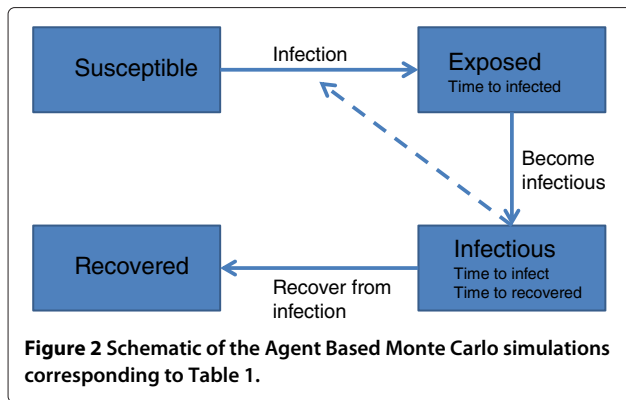 Susceptible
Infection
Exposed
Time to infected
Become
infectious
Infectious
Time to infect
Time to recovered
Recovered
Recover from
infection
Figure 2 Schematic of the Agent Based Monte Carlo simulations
corresponding to Table 1.